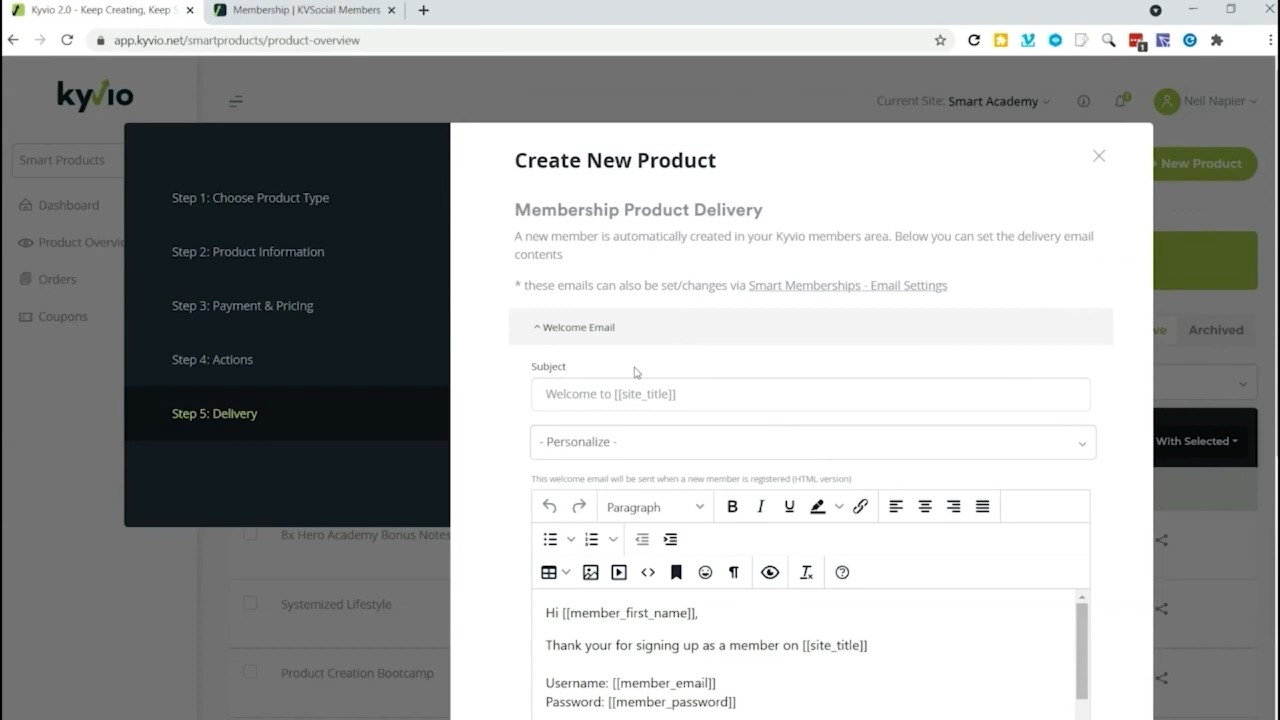 Kyvio 2.0 - Keep Creating, Keep S
Membership | KVSocial Members
app.kyvio.net/smartproducts/product-overview
1
kyvio
Current Site: Smart Academy
Neil Napier
Smart Products
New Product
Dashboard
Product Overvie
Orders
Coupons
Archived
With Selected
8x Hero Academy Bonus Notes
Systemized Lifestyle
Product Creation Bootcamp
Step 1: Choose Product Type
Step 2: Product Information
Step 3: Payment & Pricing
Step 4: Actions
Step 5: Delivery
Create New Product
Membership Product Delivery
A new member is automatically created in your Kyvio members area. Below you can set the delivery email
contents
* these emails can also be set/changes via Smart Memberships - Email Settings
^ Welcome Email
Subject
Welcome to [[site_title]]
- Personalize -
This welcome email will be sent when a new member is registered (HTML version)
Paragraph
B I U
Hi [[member_first_name]],
Thank your for signing up as a member on [[site_title]]
Username: [[member_email]]
Password: [[member_password]]